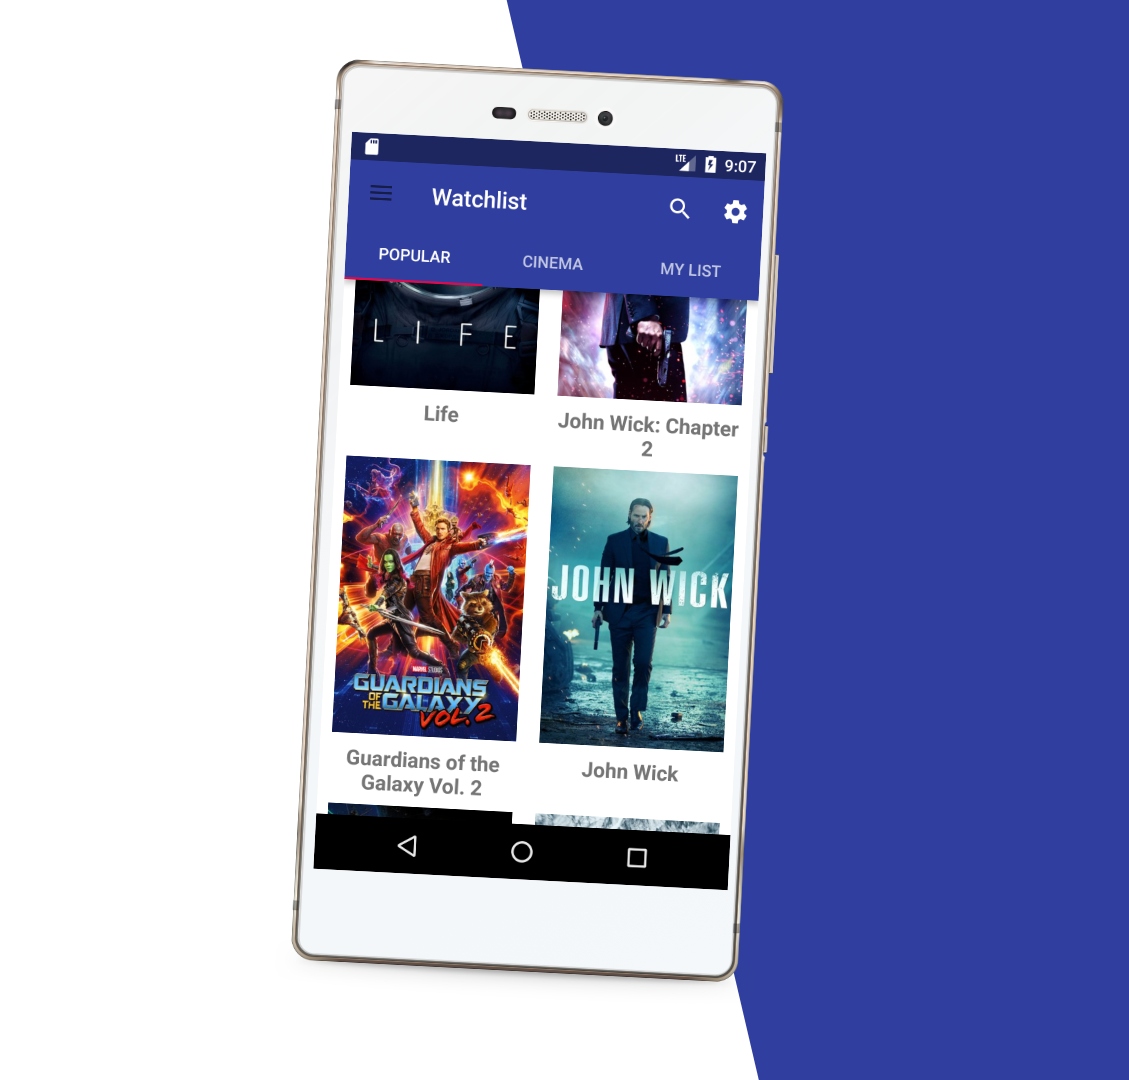 LTE 9:07
Watchlist
POPULAR CINEMA MY LIST
LIFE
Life
John Wick: Chapter
2
MARVEL STUDIOS
GUARDIANS
OF THE GALAXY
VOL. 2
JOHN WICK
Guardians of the
Galaxy Vol. 2
John Wick